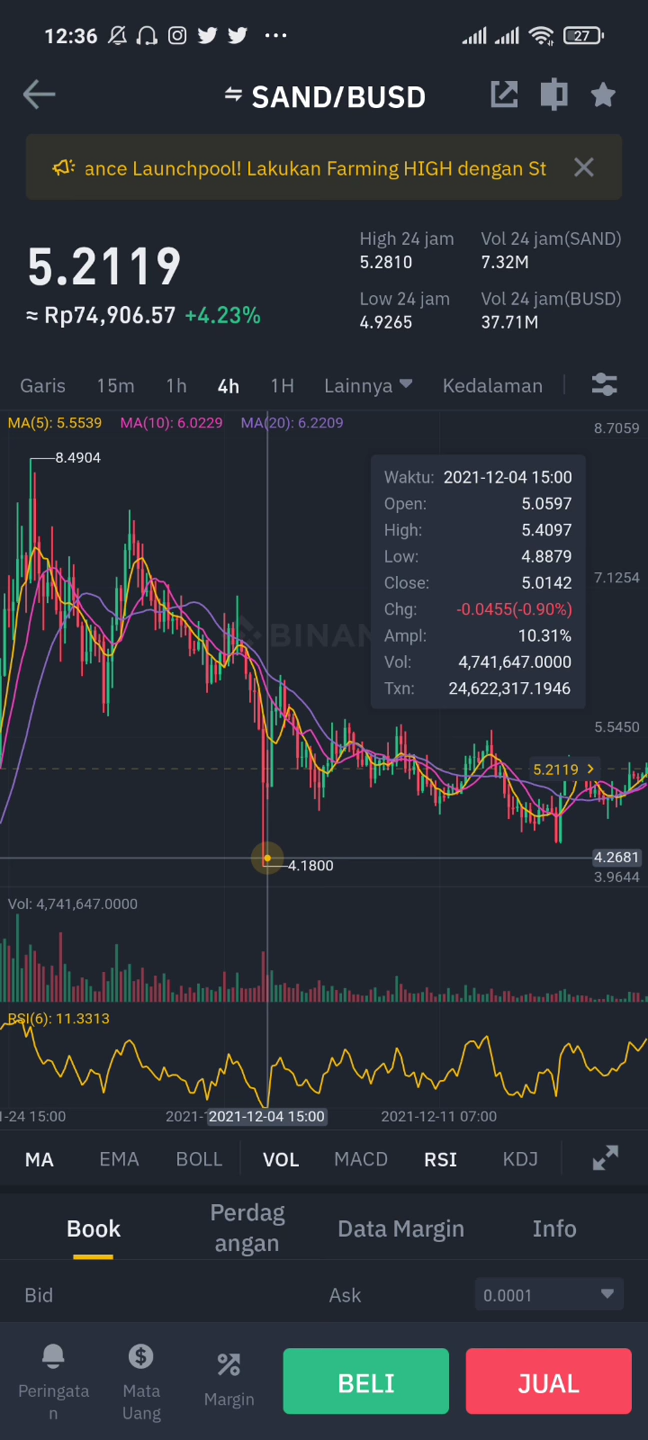 12:36
27
SAND/BUSD
ance Launchpool! Lakukan Farming HIGH dengan St
5.2119
≈ Rp74,906.57 +4.23%
High 24 jam
5.2810
Vol 24 jam(SAND)
7.32M
Low 24 jam
4.9265
Vol 24 jam(BUSD)
37.71M
Garis 15m 1h 4h 1H Lainnya Kedalaman
MA(5): 5.5539 MA(10): 6.0229 MA(20): 6.2209
8.7059
8.4904
Waktu: 2021-12-04 15:00
Open: 5.0597
High: 5.4097
Low: 4.8879
Close: 5.0142
Chg: -0.0455(-0.90%)
Ampl: 10.31%
Vol: 4,741,647.0000
Txn: 24,622,317.1946
7.1254
BINAN
5.5450
5.2119
4.2681
4.1800
3.9644
Vol: 4,741,647.0000
RSI(6): 11.3313
1-24 15:00 2021-1 2021-12-04 15:00 2021-12-11 07:00
MA EMA BOLL VOL MACD RSI KDJ
Book Perdag
angan Data Margin Info
Bid Ask 0.0001
Peringata
n
Mata
Uang
Margin
BELI
JUAL